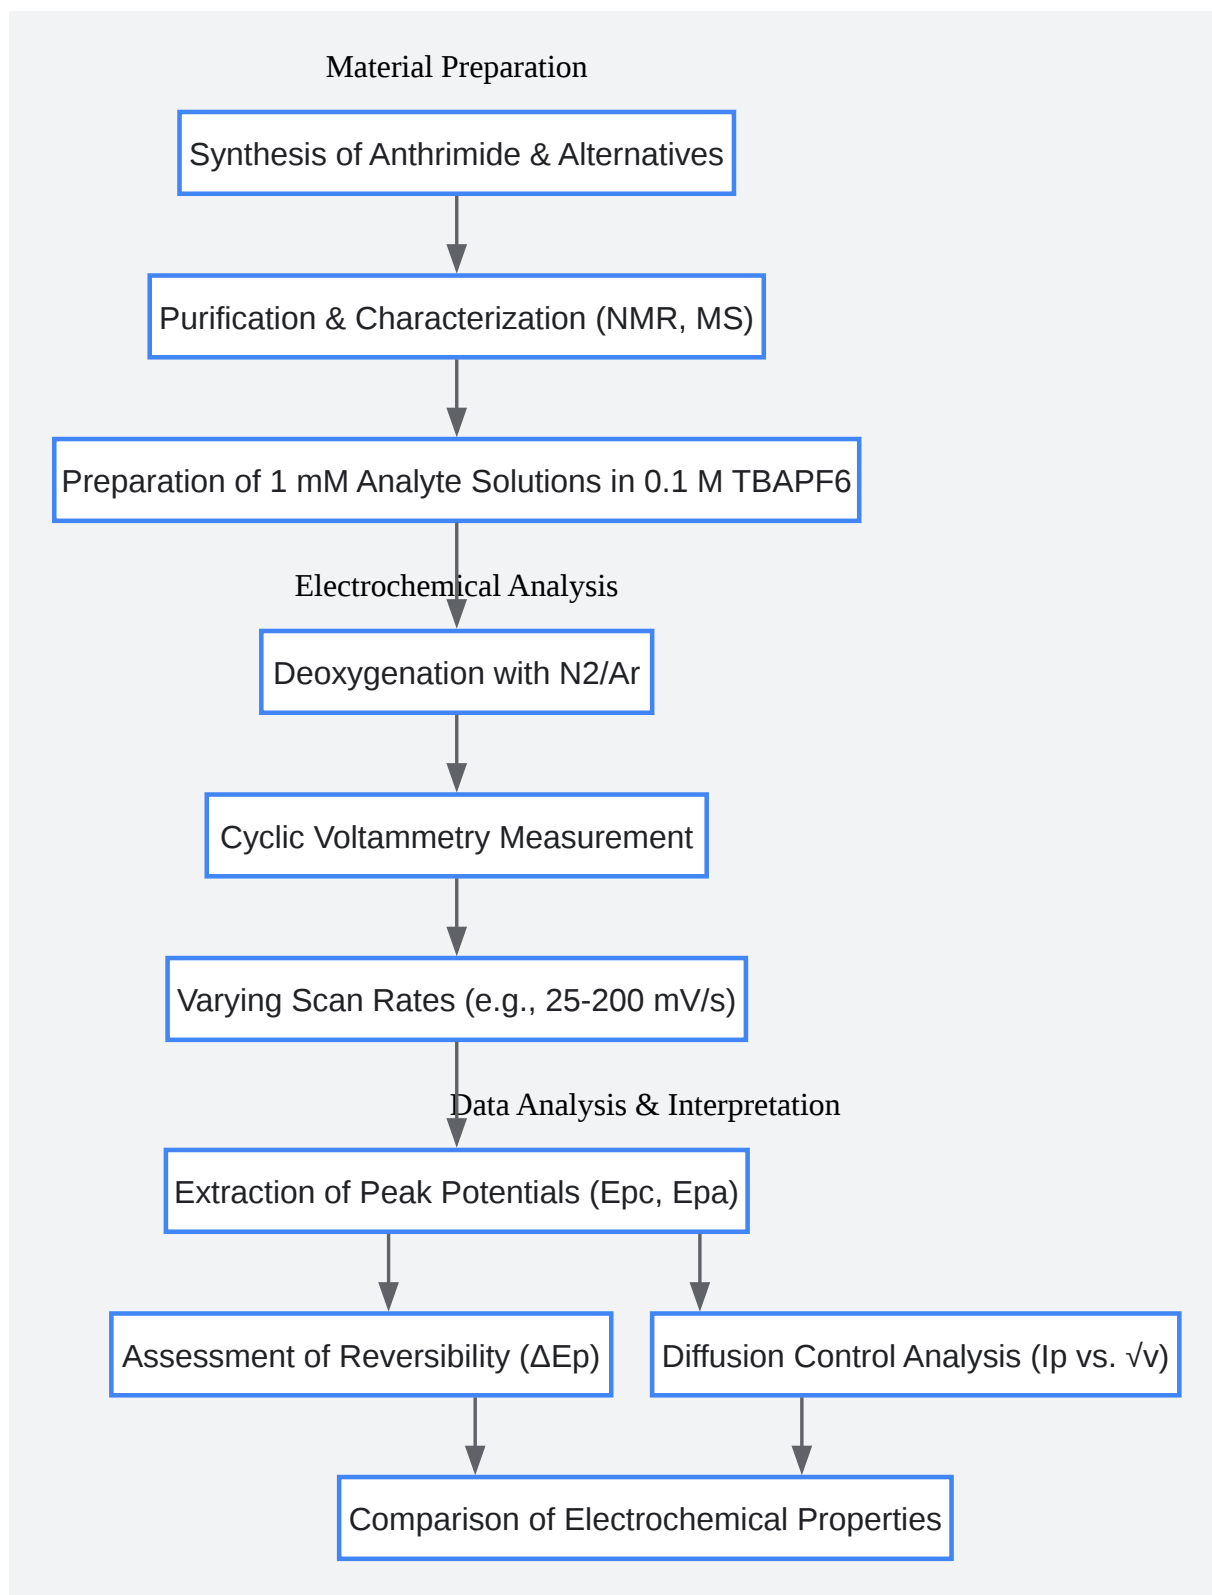 Material Preparation
Synthesis of Anthrimide & Alternatives
Purification & Characterization (NMR, MS)
Preparation of 1 mM Analyte Solutions in 0.1 M TBAPF6
Electrochemical Analysis
Deoxygenation with N2/Ar
Cyclic Voltammetry Measurement
Varying Scan Rates (e.g., 25-200 mV/s)
Data Analysis & Interpretation
Extraction of Peak Potentials (Epc, Epa)
Assessment of Reversibility (ΔEp)
Diffusion Control Analysis (Ip vs. √v)
Comparison of Electrochemical Properties